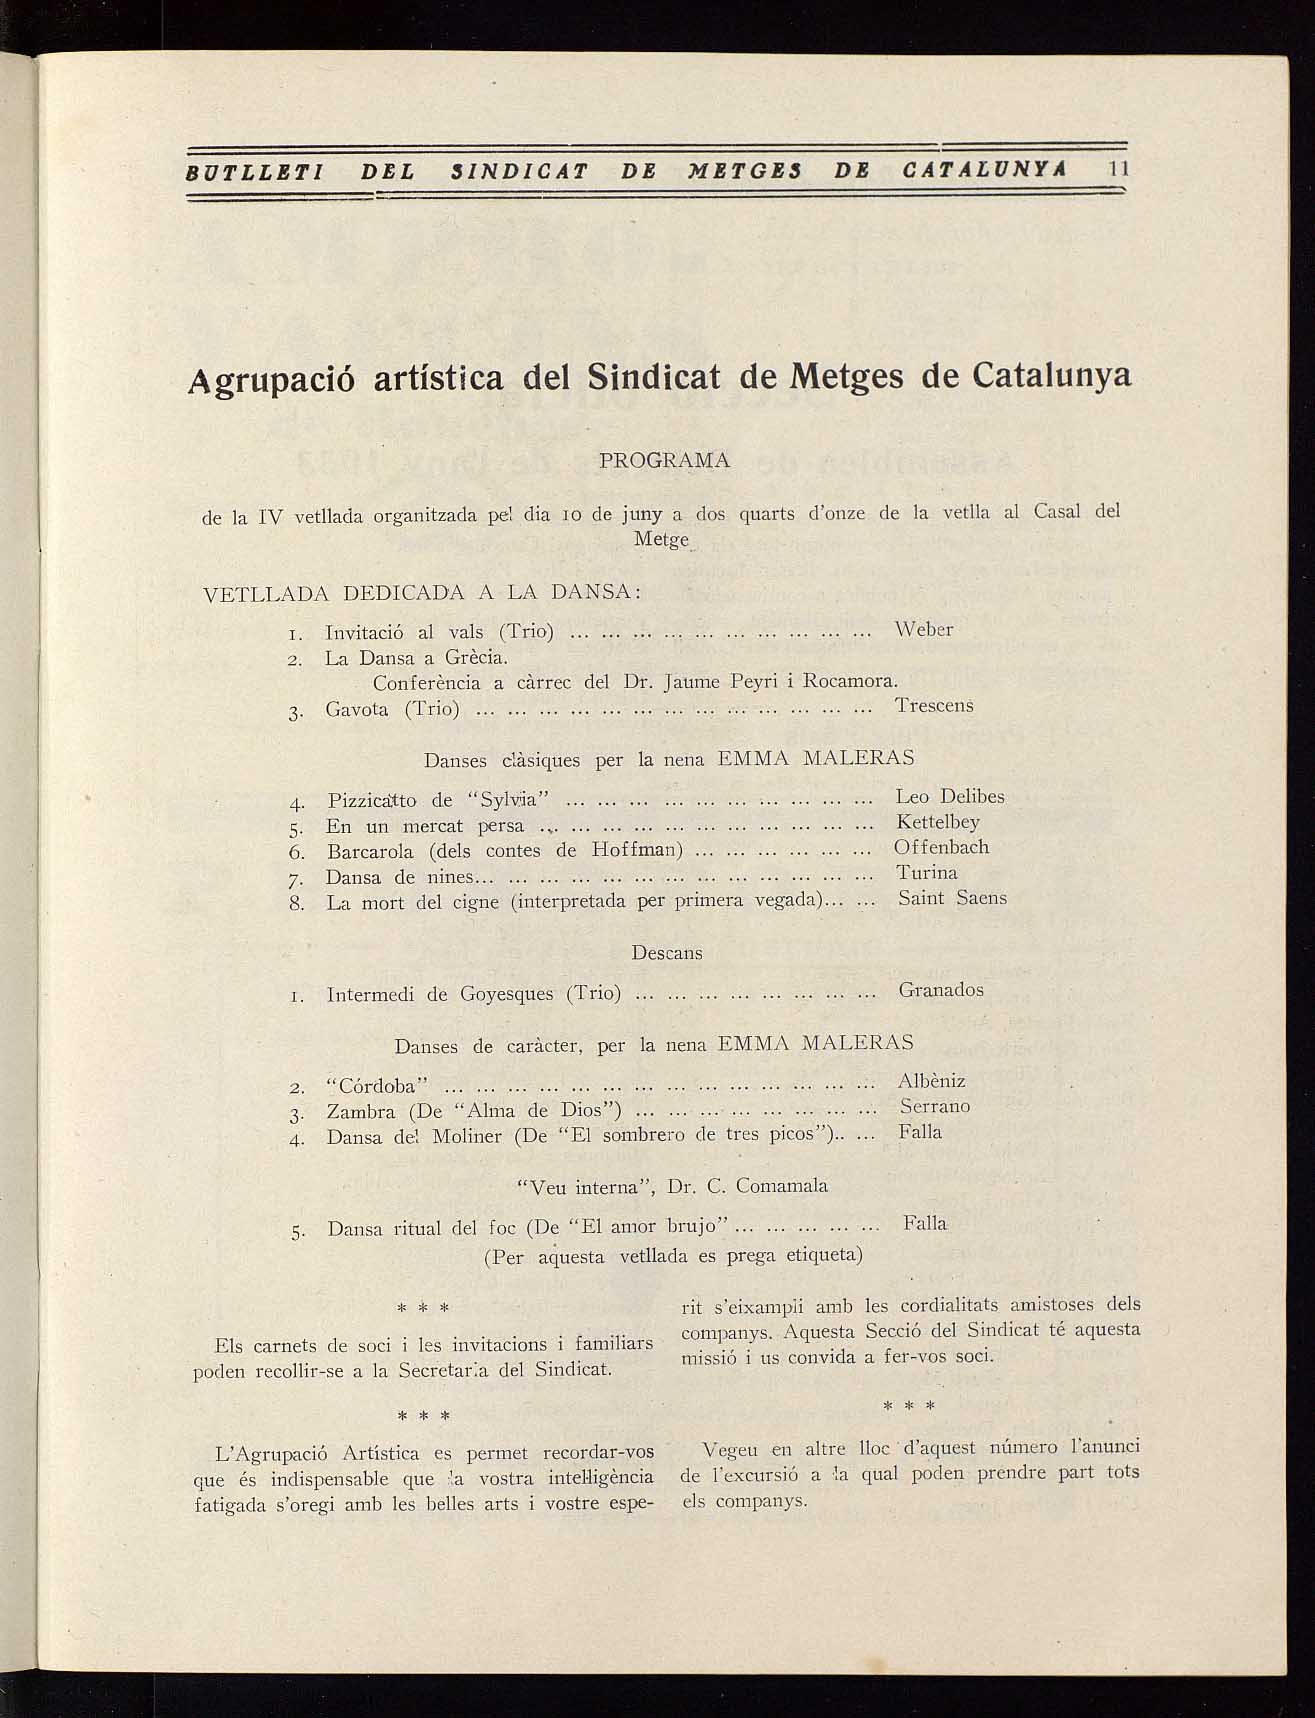 BUTLLETI DEL SINDICAT DE METGES DE CATALUNYA 11
Agrupació artística del Sindicat de Metges de Catalunya
PROGRAMA
de la IV vetllada organitzada pel dia 10 de juny a dos quarts d'onze de la vetlla al Casal del
Metge
VETLLADA DEDICADA A LA DANSA:
1. Invitació al vals (Trio) ... ... ... ... ... ... ... ... ... ... Weber
2. La Dansa a Grècia.
Conferència a càrrec del Dr. Jaume Peyri i Rocamora.
3. Gavota (Trio) ... ... ... ... ... ... ... ... ... ... ... ... ... Trescens
Danses clàsiques per la nena EMMA MALERAS
4. Pizzicatto de "Sylvia" ... ... ... ... ... ... ... ... ... ... Leo Delibes
5. En un mercat persa ... ... ... ... ... ... ... ... ... ... ... Kettelbey
6. Barcarola (dels contes de Hoffman) ... ... ... ... ... ... Offenbach
7. Dansa de nines... ... ... ... ... ... ... ... ... ... ... ... ... Turina
8. La mort del cigne (interpretada per primera vegada)... ... Saint Saens
Descans
1. Intermedi de Goyesques (Trio) ... ... ... ... ... ... ... ... Granados
Danses de caràcter, per la nena EMMA MALERAS
2. "Córdoba" ... ... ... ... ... ... ... ... ... ... ... ... ... ... Albèniz
3. Zambra (De "Alma de Dios") ... ... ... ... ... ... ... ... Serrano
4. Dansa del Moliner (De "El sombrero de tres picos").. ... Falla
"Veu interna", Dr. C. Comamala
5. Dansa ritual del foc (De "El amor brujo" ... ... ... ... ... Falla
(Per aquesta vetllada es prega etiqueta)
* * *
Els carnets de soci i les invitacions i familiars
poden recollir-se a la Secretaria del Sindicat.
* * *
L'Agrupació Artística es permet recordar-vos
que és indispensable que la vostra intel·ligència
fatigada s'oregi amb les belles arts i vostre espe-
rit s'eixampli amb les cordialitats amistoses dels
companys. Aquesta Secció del Sindicat té aquesta
missió i us convida a fer-vos soci.
* * *
Vegeu en altre lloc d'aquest número l'anunci
de l'excursió a la qual poden prendre part tots
els companys.